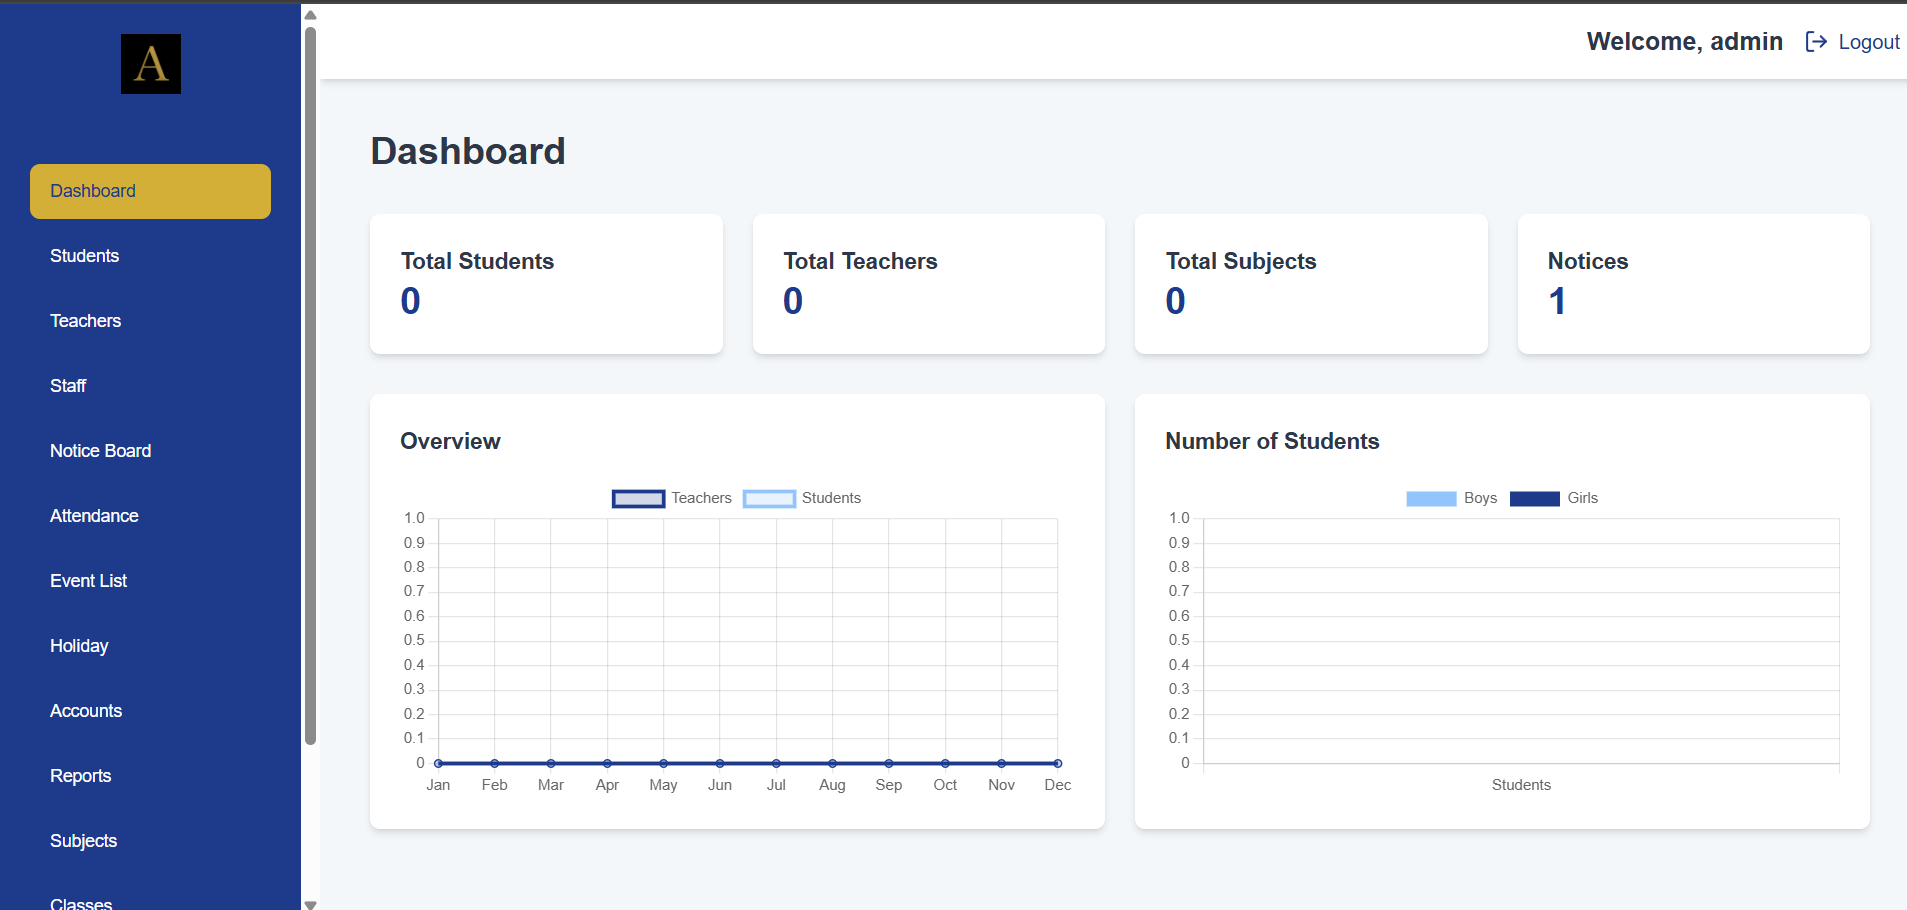 A
Dashboard
Students
Teachers
Staff
Notice Board
Attendance
Event List
Holiday
Accounts
Reports
Subjects
Classes
Welcome, admin
Logout
Dashboard
Total Students
0
Total Teachers
0
Total Subjects
0
Notices
1
Overview
Teachers Students
1.0
0.9
0.8
0.7
0.6
0.5
0.4
0.3
0.2
0.1
0
Jan Feb Mar Apr May Jun Jul Aug Sep Oct Nov Dec
Number of Students
Boys Girls
1.0
0.9
0.8
0.7
0.6
0.5
0.4
0.3
0.2
0.1
0
Students